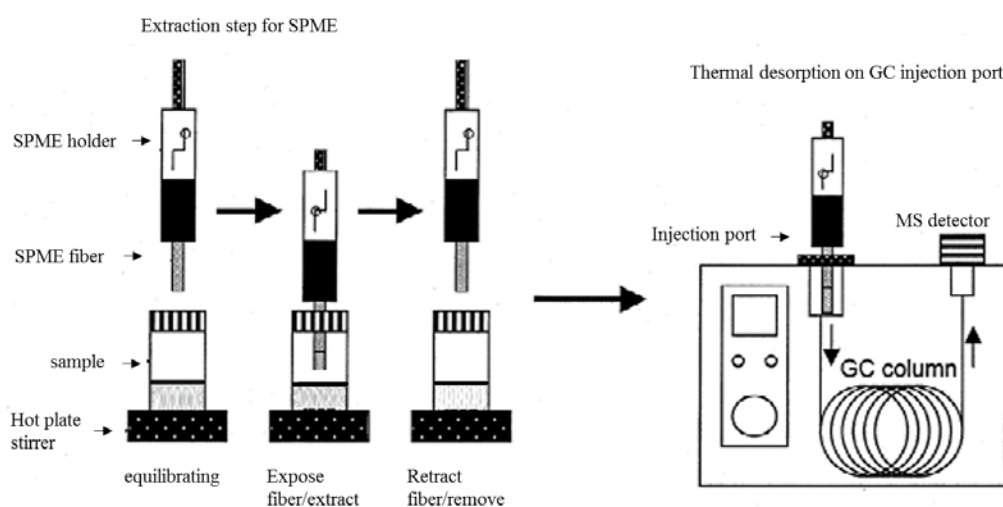 Extraction step for SPME
Thermal desorption on GC injection port
SPME holder
SPME fiber
sample
Hot plate
stirrer
equilibrating
Expose
fiber/extract
Retract
fiber/remove
Injection port
MS detector
GC column